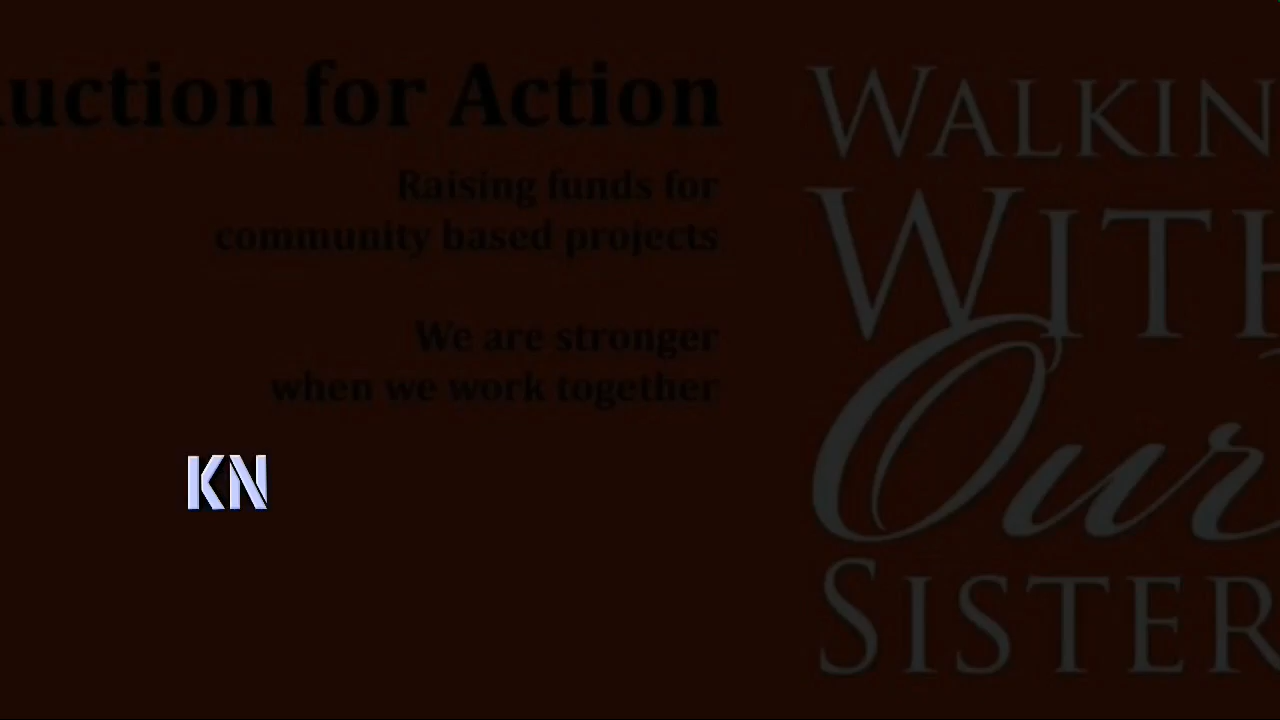 uction for Action
Raising funds for
community based projects
We are stronger
when we work together
KN
WALKIN
WITH
Our
SISTER